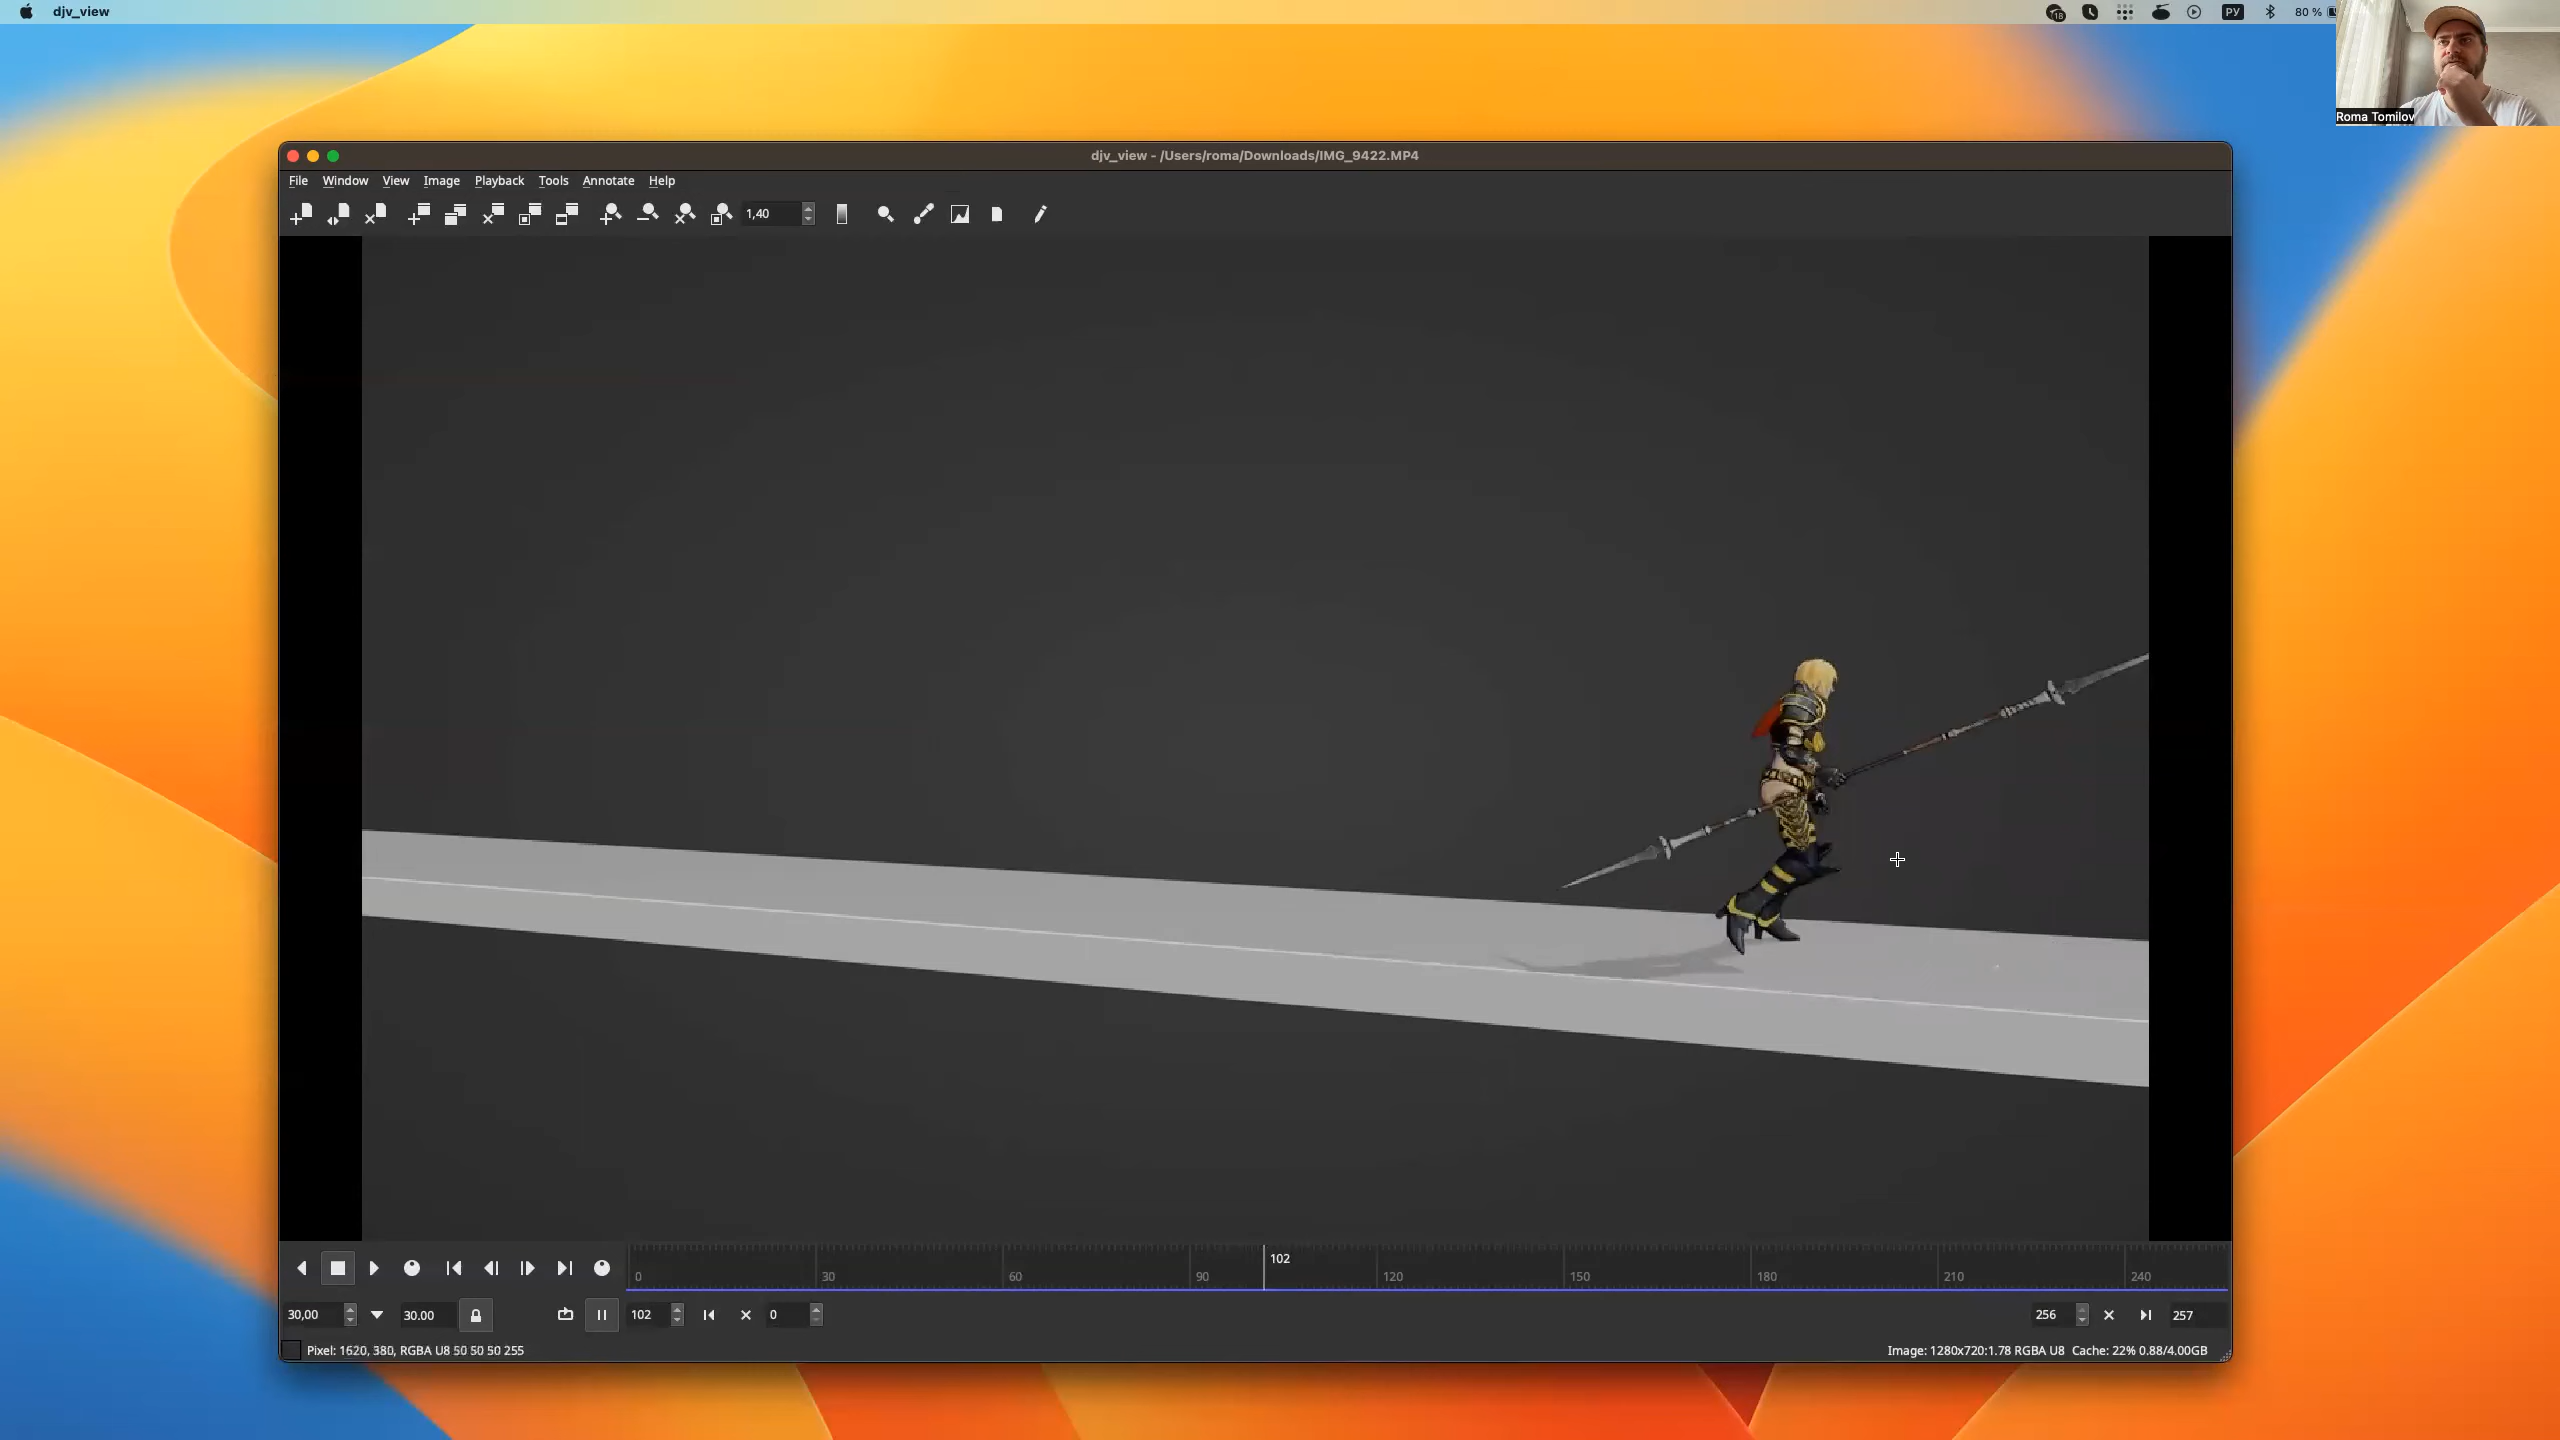 djv_view
18
РУ
80 %
Roma Tomilov
djv_view - /Users/roma/Downloads/IMG_9422.MP4
File Window View Image Playback Tools Annotate Help
1,40
102
0 30 60 90 120 150 180 210 240
30,00 30.00 102 0 256 257
Pixel: 1620, 380, RGBA U8 50 50 50 255
Image: 1280x720:1.78 RGBA U8 Cache: 22% 0.88/4.00GB